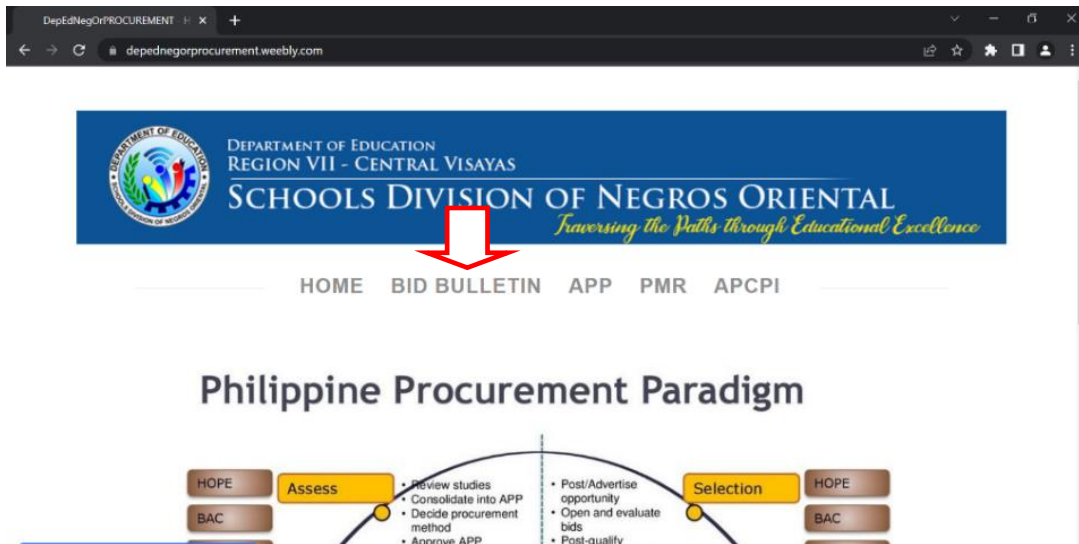 DepEdNegOrPROCUREMENT - H
depednegorprocurement.weebly.com
DEPARTMENT OF EDUCATION
REGION VII - CENTRAL VISAYAS
SCHOOLS DIVISION OF NEGROS ORIENTAL
Traversing the Paths through Educational Excellence
HOME BID BULLETIN APP PMR APCPI
Philippine Procurement Paradigm
HOPE
BAC
Assess
• Review studies
• Consolidate into APP
• Decide procurement
method
• Approve APP
• Post/Advertise
opportunity
• Open and evaluate
bids
• Post-qualify
Selection
HOPE
BAC